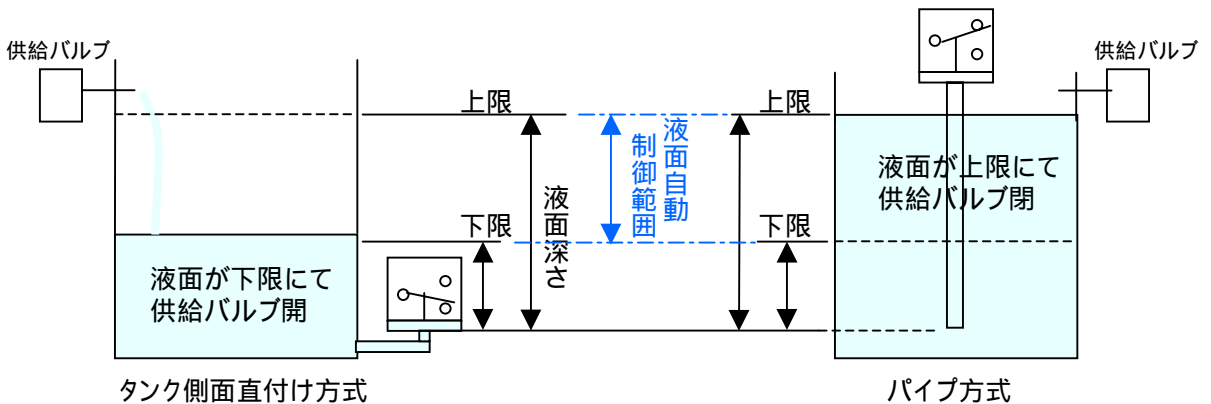 供給バルブ
上限
下限
液面が下限にて
供給バルブ開
液面深さ
液面自動
制御範囲
上限
下限
供給バルブ
液面が上限にて
供給バルブ閉
タンク側面直付け方式
パイプ方式